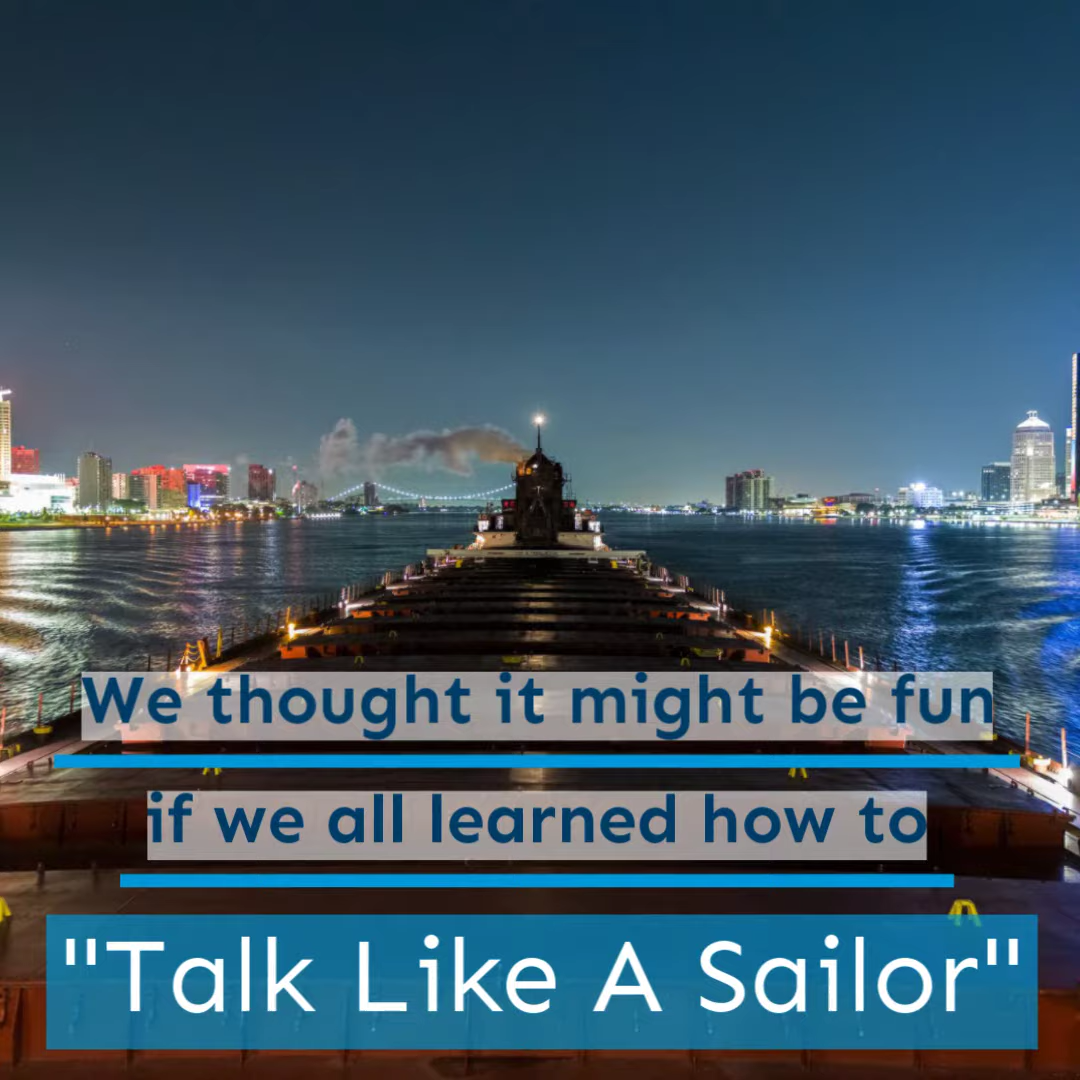 We thought it might be fun
if we all learned how to
"Talk Like A Sailor"